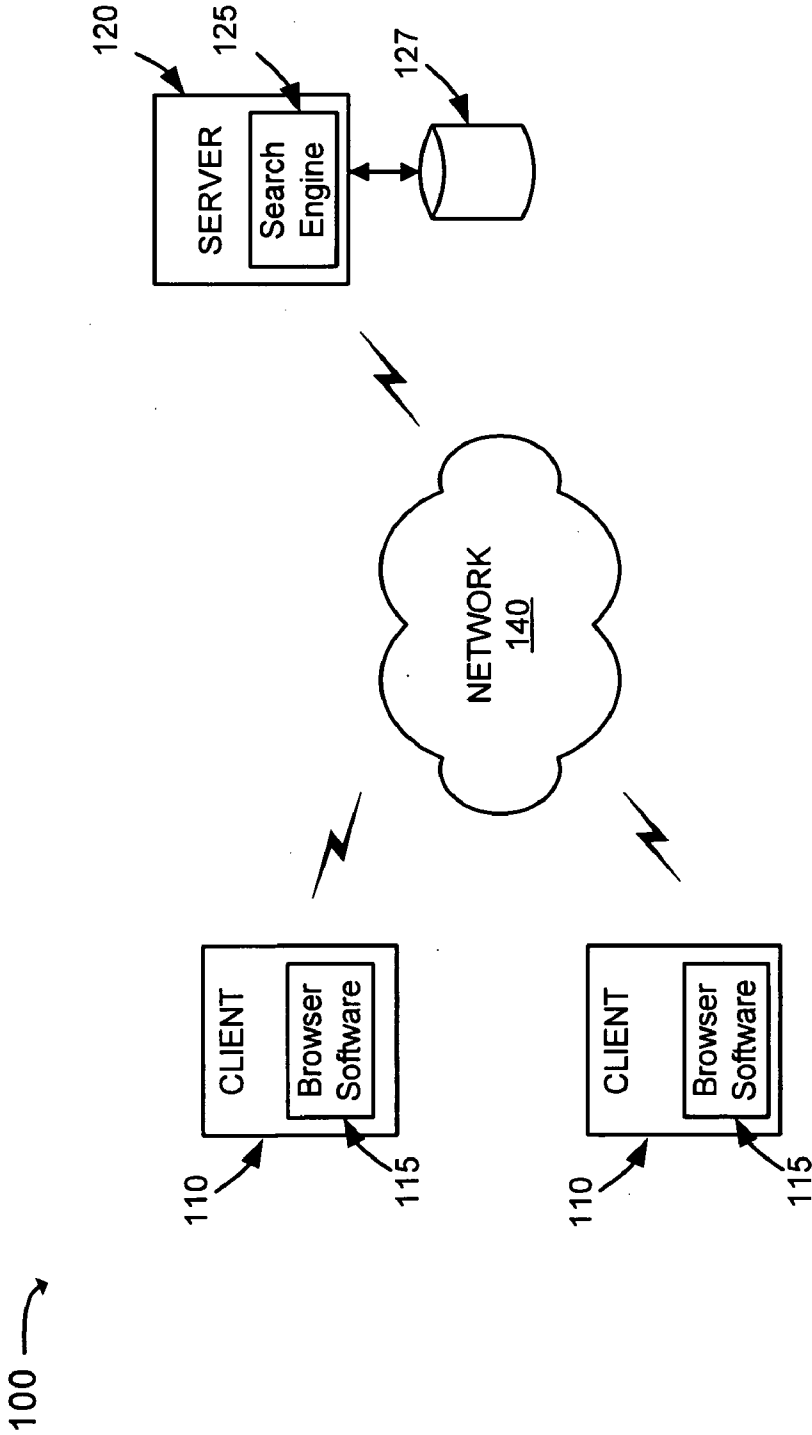 100
110
CLIENT
Browser
Software
115
110
CLIENT
Browser
Software
115
NETWORK
140
SERVER
Search
Engine
120
125
127